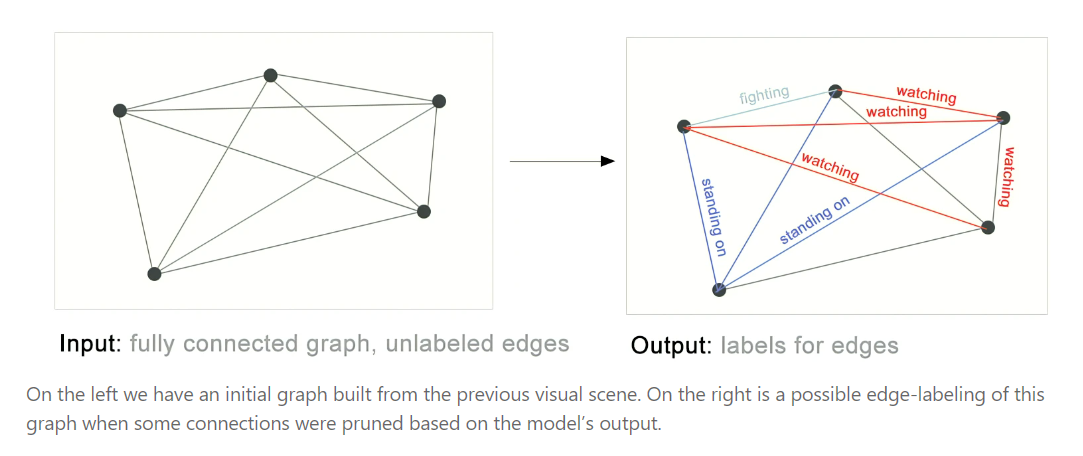 fighting
watching
watching
watching
watching
standing on
standing on
Input: fully connected graph, unlabeled edges
Output: labels for edges
On the left we have an initial graph built from the previous visual scene. On the right is a possible edge-labeling of this
graph when some connections were pruned based on the model’s output.